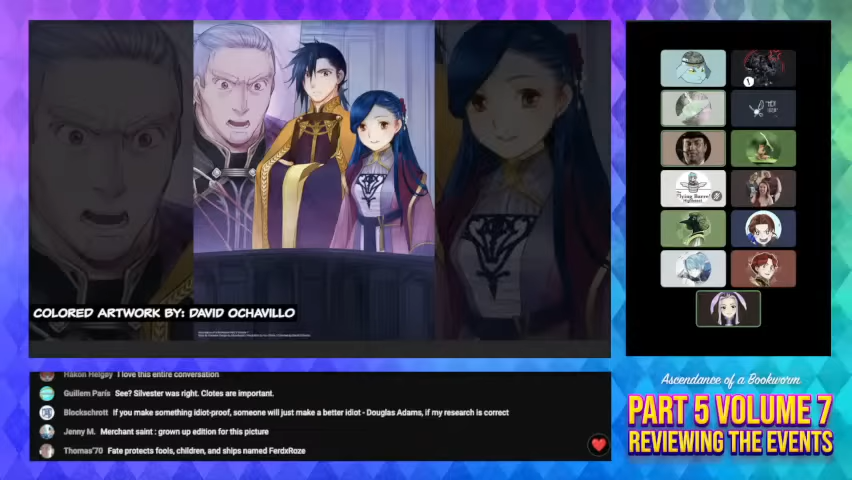 COLORED ARTWORK BY: DAVID OCHAVILLO
Håkon Helgøy I love this entire conversation
Guillem París See? Silvester was right. Clotes are important.
Blockschrott If you make something idiot-proof, someone will just make a better idiot - Douglas Adams, if my research is correct
Jenny M. Merchant saint : grown up edition for this picture
Thomas'70 Fate protects fools, children, and ships named FerdxRoze
Ascendance of a Bookworm
PART 5 VOLUME 7
REVIEWING THE EVENTS